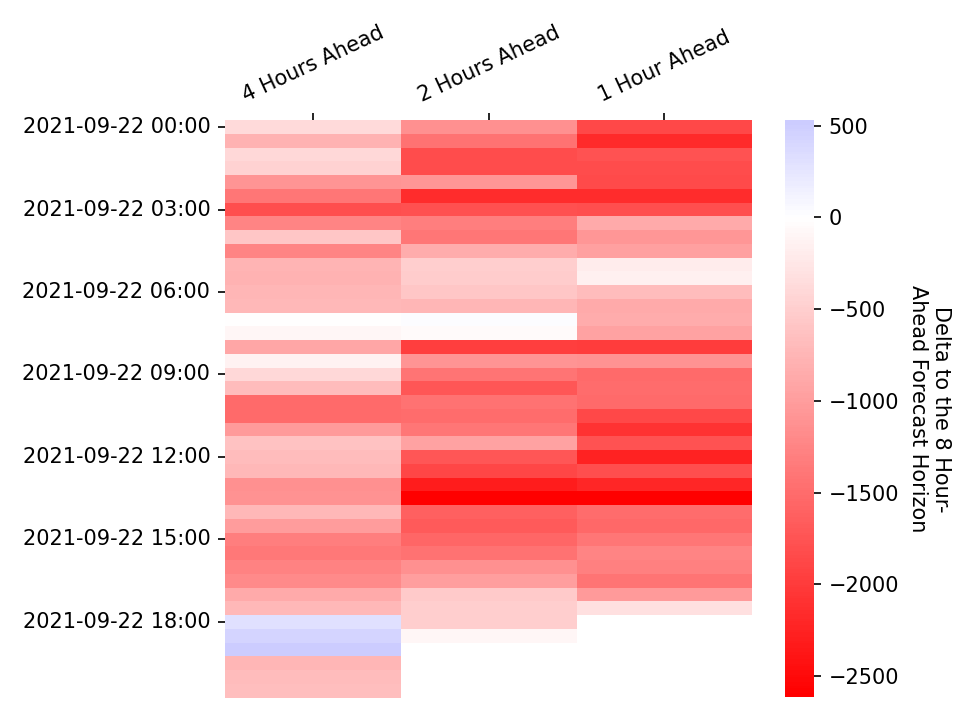 4 Hours Ahead
2 Hours Ahead
1 Hour Ahead
2021-09-22 00:00
2021-09-22 03:00
2021-09-22 06:00
2021-09-22 09:00
2021-09-22 12:00
2021-09-22 15:00
2021-09-22 18:00
500
0
−500
−1000
−1500
−2000
−2500
Delta to the 8 Hour-
Ahead Forecast Horizon